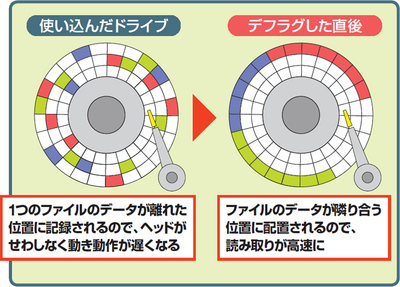 使い込んだドライブ
デフラグした直後
1つのファイルのデータが離れた
位置に記録されるので、ヘッドが
せわしなく動き動作が遅くなる
ファイルのデータが隣り合う
位置に配置されるので、
読み取りが高速に